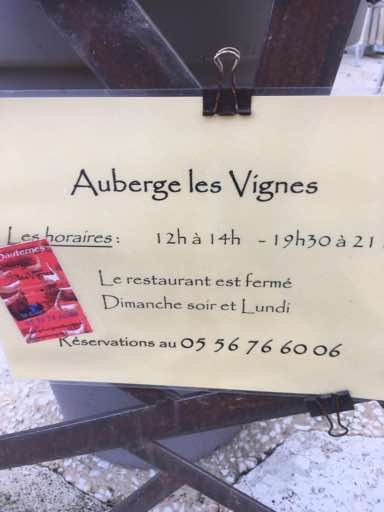 Auberge les Vignes
Les horaires : 12h à 14h - 19h30 à 21
Le restaurant est fermé
Dimanche soir et Lundi
Réservations au 05 56 76 60 06